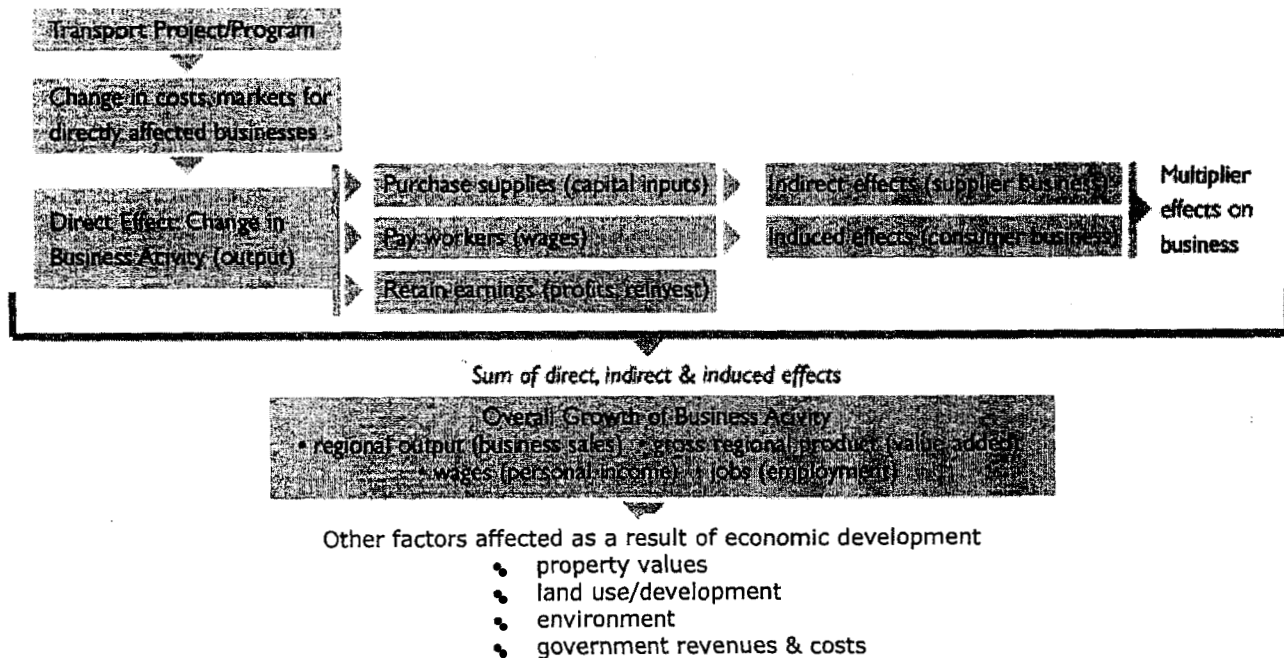 Transport Project/Program
Change in costs, markets for
directly affected businesses
Direct Effect: Change in
Business Activity (output)
Purchase supplies (capital inputs)
Pay workers (wages)
Retain earnings (profits, reinvest)
Indirect effects (supplier business)
Induced effects (consumer business)
Multiplier
effects on
business
Sum of direct, indirect & induced effects
Overall Growth of Business Activity
• regional output (business sales) • gross regional product (value added)
• wages (personal income) • jobs (employment)
Other factors affected as a result of economic development
• property values
• land use/development
• environment
• government revenues & costs